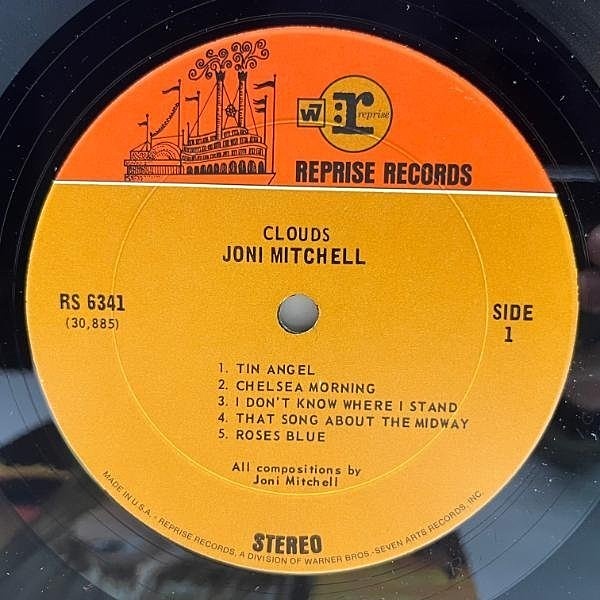 W7 r: reprise
REPRISE RECORDS
CLOUDS
JONI MITCHELL
RS 6341
(30,885)
SIDE
1
1. TIN ANGEL
2. CHELSEA MORNING
3. I DON'T KNOW WHERE I STAND
4. THAT SONG ABOUT THE MIDWAY
5. ROSES BLUE
All compositions by
Joni Mitchell
STEREO
MADE IN U.S.A. - REPRISE RECORDS, A DIVISION OF WARNER BROS.-SEVEN ARTS RECORDS, INC.